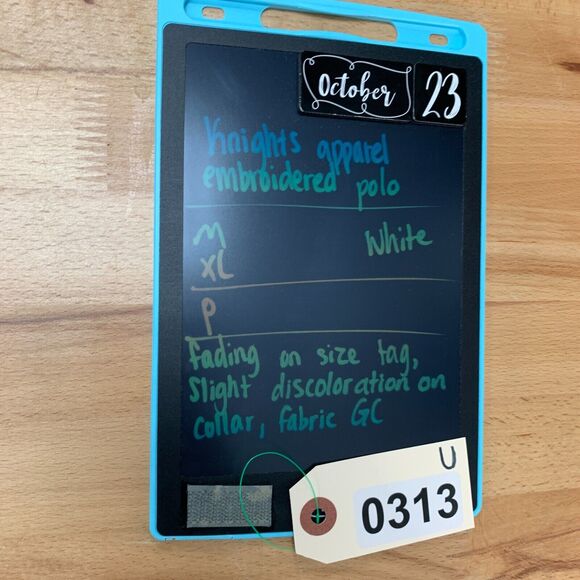 October 23
Knights apparel
embroidered polo
M White
XL
P
fading on size tag,
slight discoloration on
collar, fabric GC
U
0313